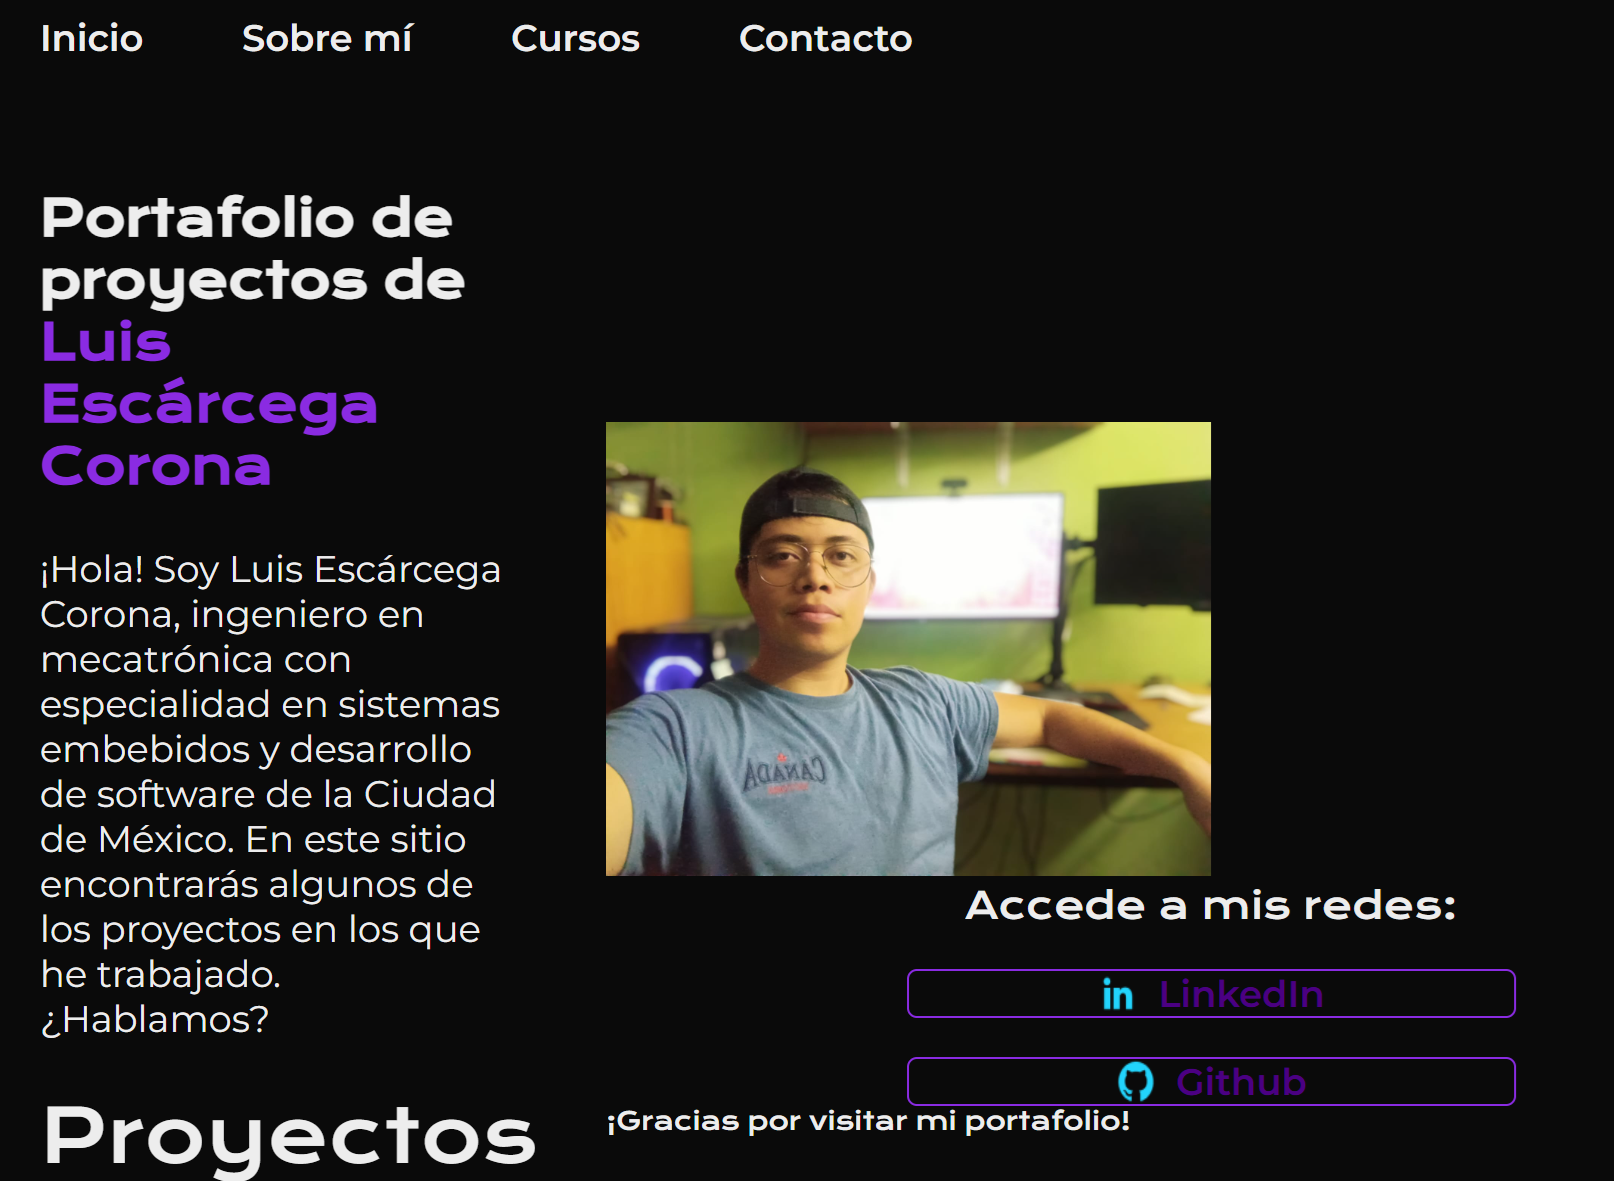 Inicio
Sobre mí
Cursos
Contacto
Portafolio de
proyectos de
Luis
Escárcega
Corona
¡Hola! Soy Luis Escárcega
Corona, ingeniero en
mecatrónica con
especialidad en sistemas
embebidos y desarrollo
de software de la Ciudad
de México. En este sitio
encontrarás algunos de
los proyectos en los que
he trabajado.
¿Hablamos?
CANADA
Accede a mis redes:
in LinkedIn
Github
¡Gracias por visitar mi portafolio!
Proyectos